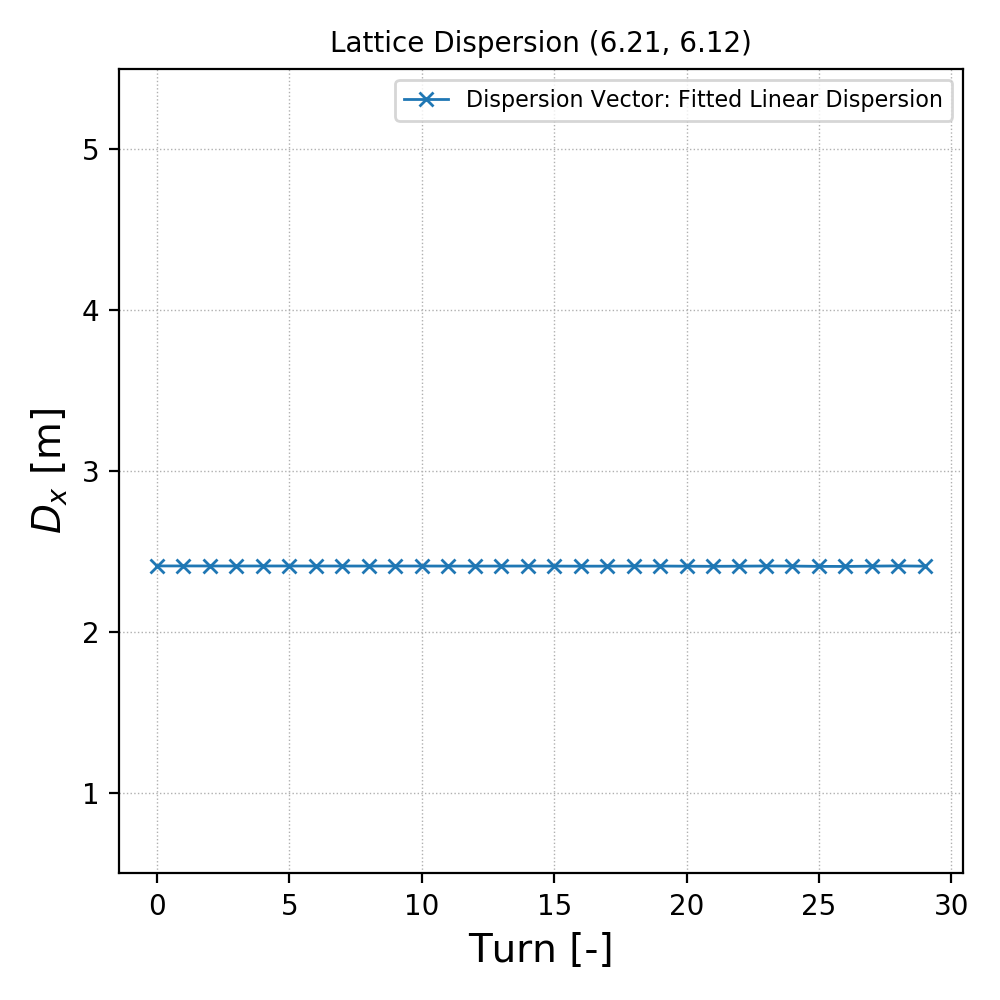 Lattice Dispersion (6.21, 6.12)
Dispersion Vector: Fitted Linear Dispersion
5
4
3
2
1
D_x [m]
0 5 10 15 20 25 30
Turn [-]